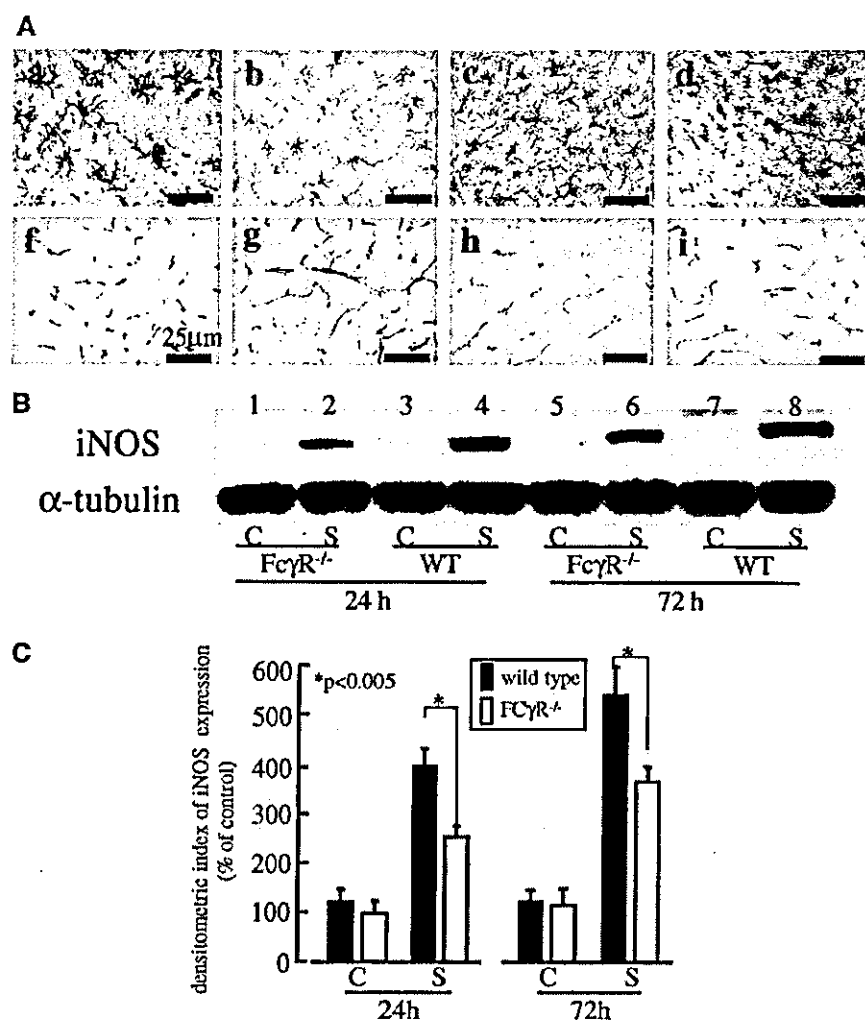 A
a b c d
f g h i
25µm
B
1 2 3 4 5 6 7 8
iNOS
α-tubulin
C S C S C S C S
FcγR-/- WT FcγR-/- WT
24 h 72 h
C
densitometric index of iNOS expression
(% of control)
600
500
400
300
200
100
0
*p<0.005
* *
wild type
FCγR-/-
C S C S
24h 72h